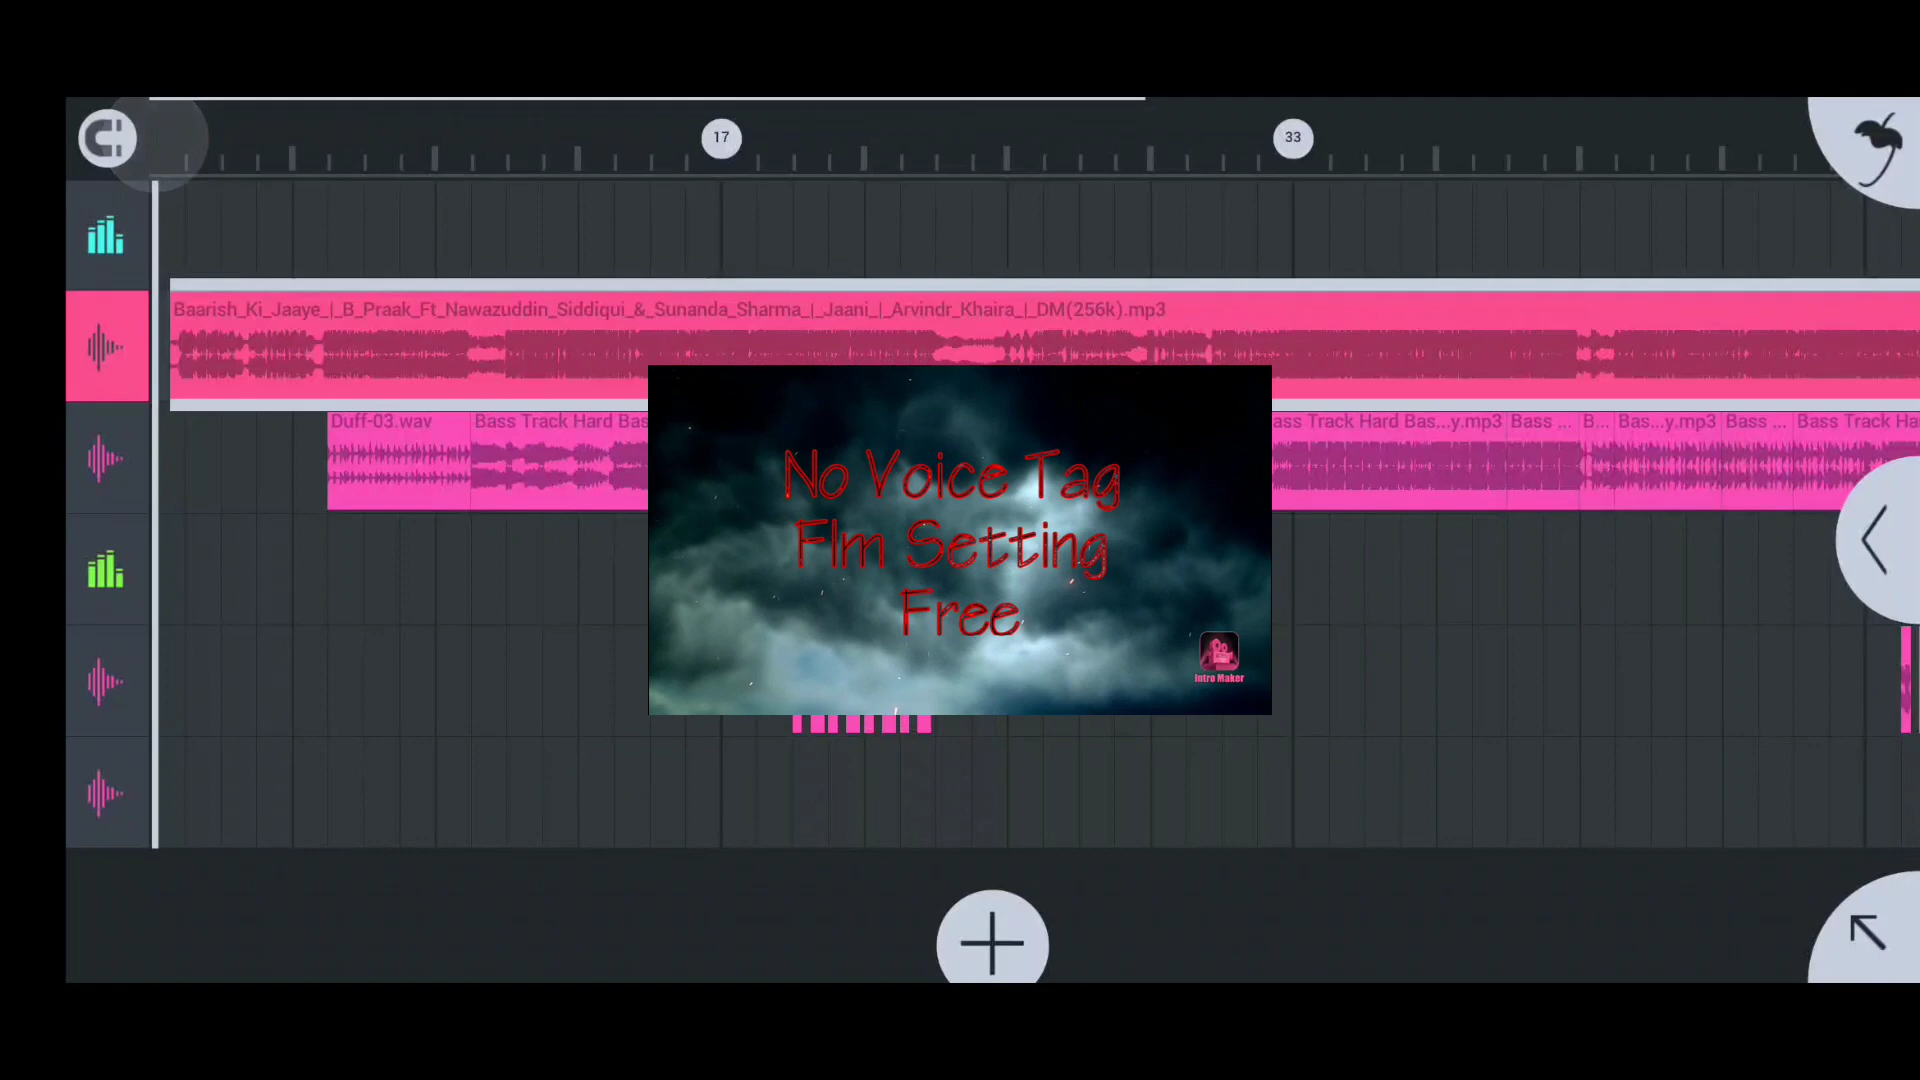 17
33
Baarish_Ki_Jaaye_|_B_Praak_Ft_Nawazuddin_Siddiqui_&_Sunanda_Sharma_|_Jaani_|_Arvindr_Khaira_|_DM(256k).mp3
Duff-03.wav
Bass Track Hard Bas
ass Track Hard Bas...y.mp3
Bass ...
B...
Bas...y.mp3
Bass ...
Bass Track Ha
No Voice Tag
Flm Setting
Free
Intro Maker